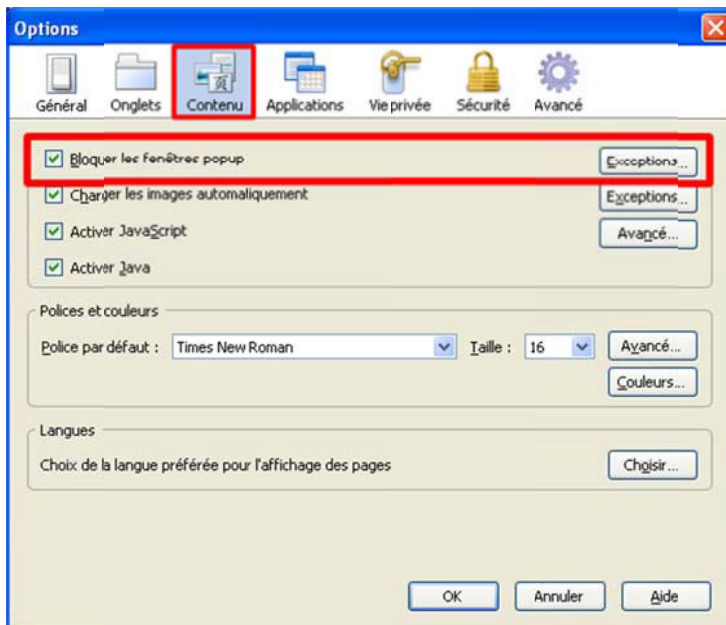 Options
Général Onglets Contenu Applications Vie privée Sécurité Avancé
Bloquer les fenêtres popup Exceptions...
Charger les images automaliquement Exceptions...
Activer JavaScript Avancé...
Activer Java
Polices et couleurs
Police par défaut : Times New Roman Taille : 16 Avancé...
Couleurs...
Langues
Choix de la langue préférée pour l'affichage des pages Choisir...
OK Annuler Aide